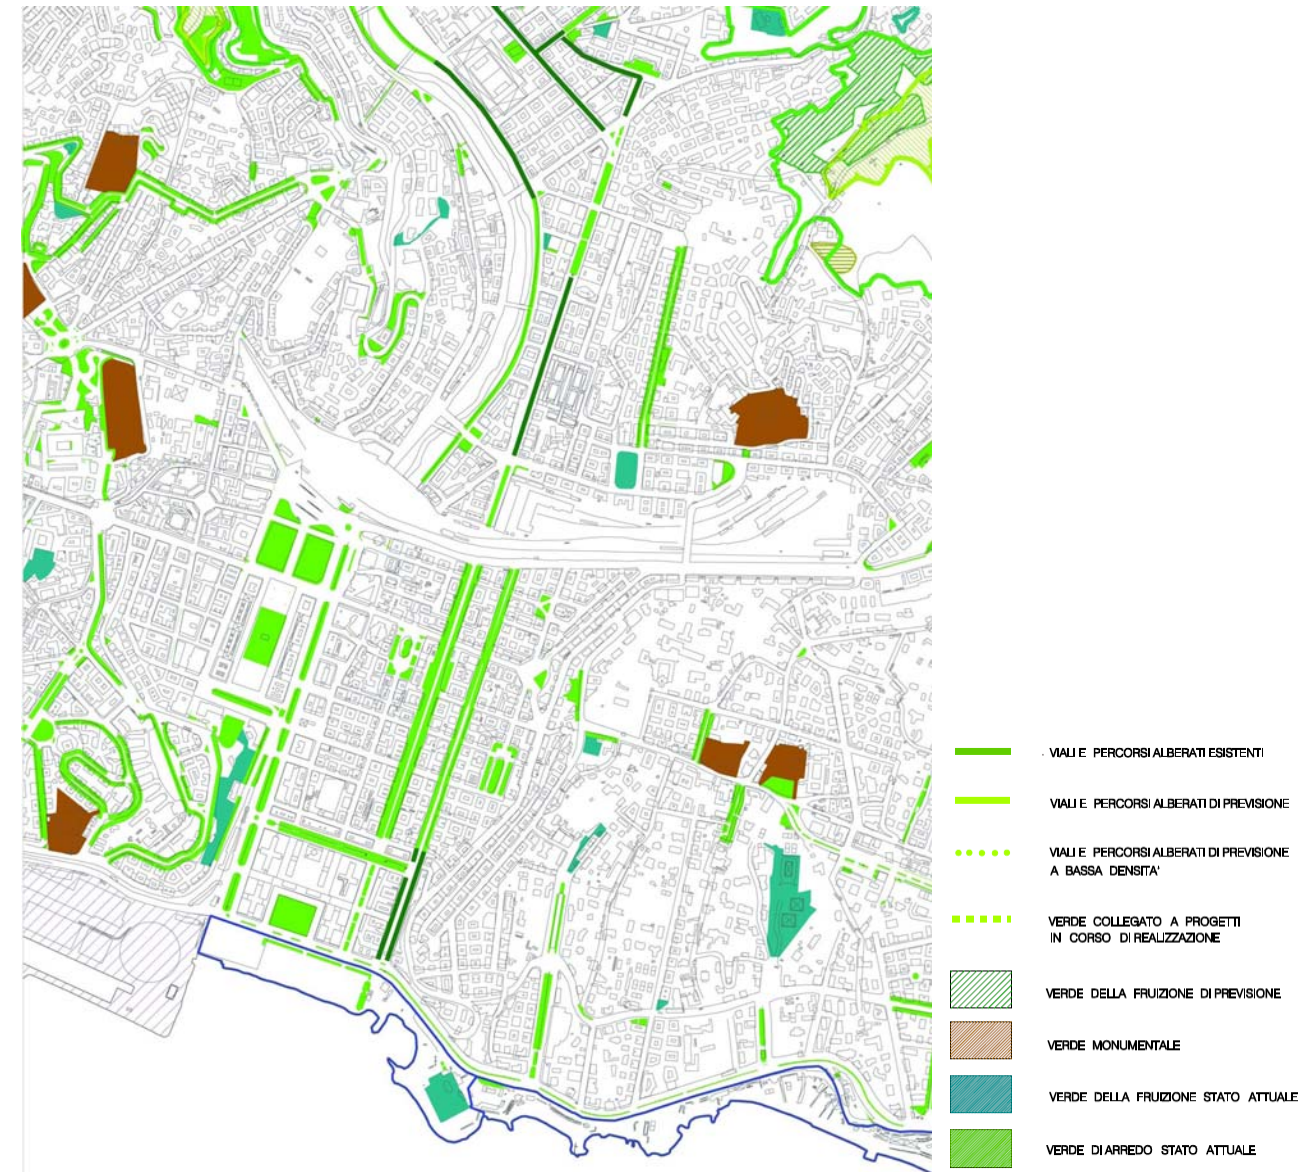 VIALI E PERCORSI ALBERATI ESISTENTI
VIALI E PERCORSI ALBERATI DI PREVISIONE
VIALI E PERCORSI ALBERATI DI PREVISIONE
A BASSA DENSITA'
VERDE COLLEGATO A PROGETTI
IN CORSO DI REALIZZAZIONE
VERDE DELLA FRUIZIONE DI PREVISIONE
VERDE MONUMENTALE
VERDE DELLA FRUIZIONE STATO ATTUALE
VERDE DI ARREDO STATO ATTUALE